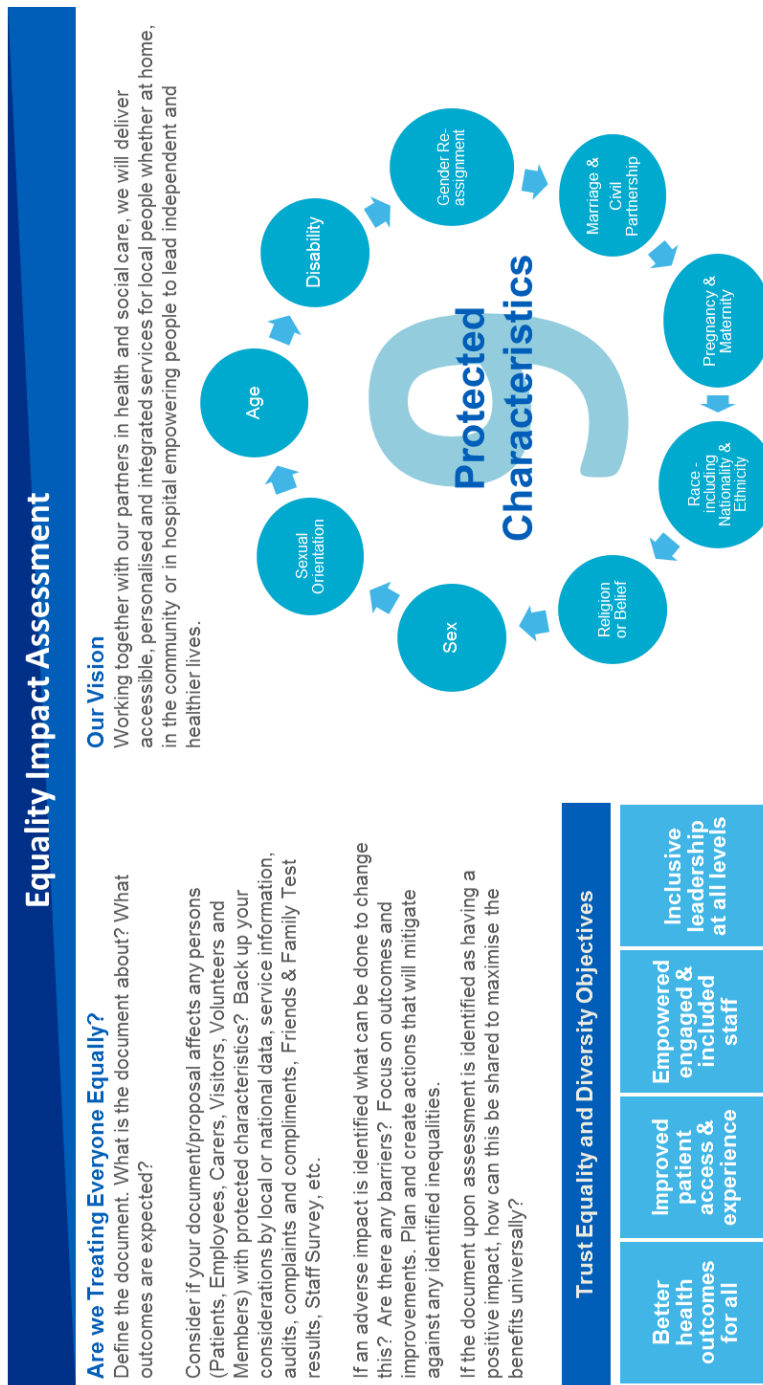 Equality Impact Assessment
Are we Treating Everyone Equally?
Define the document. What is the document about? What
outcomes are expected?
Consider if your document/proposal affects any persons
(Patients, Employees, Carers, Visitors, Volunteers and
Members) with protected characteristics? Back up your
considerations by local or national data, service information,
audits, complaints and compliments, Friends & Family Test
results, Staff Survey, etc.
If an adverse impact is identified what can be done to change
this? Are there any barriers? Focus on outcomes and
improvements. Plan and create actions that will mitigate
against any identified inequalities.
If the document upon assessment is identified as having a
positive impact, how can this be shared to maximise the
benefits universally?
Trust Equality and Diversity Objectives
Better
health
outcomes
for all
Improved
patient
access &
experience
Empowered
engaged &
included
staff
Inclusive
leadership
at all levels
Our Vision
Working together with our partners in health and social care, we will deliver
accessible, personalised and integrated services for local people whether at home,
in the community or in hospital empowering people to lead independent and
healthier lives.
9
Protected
Characteristics
Age
Disability
Gender Re-
assignment
Marriage &
Civil
Partnership
Pregnancy &
Maternity
Race -
including
Nationality &
Ethnicity
Religion
or Belief
Sex
Sexual
Orientation